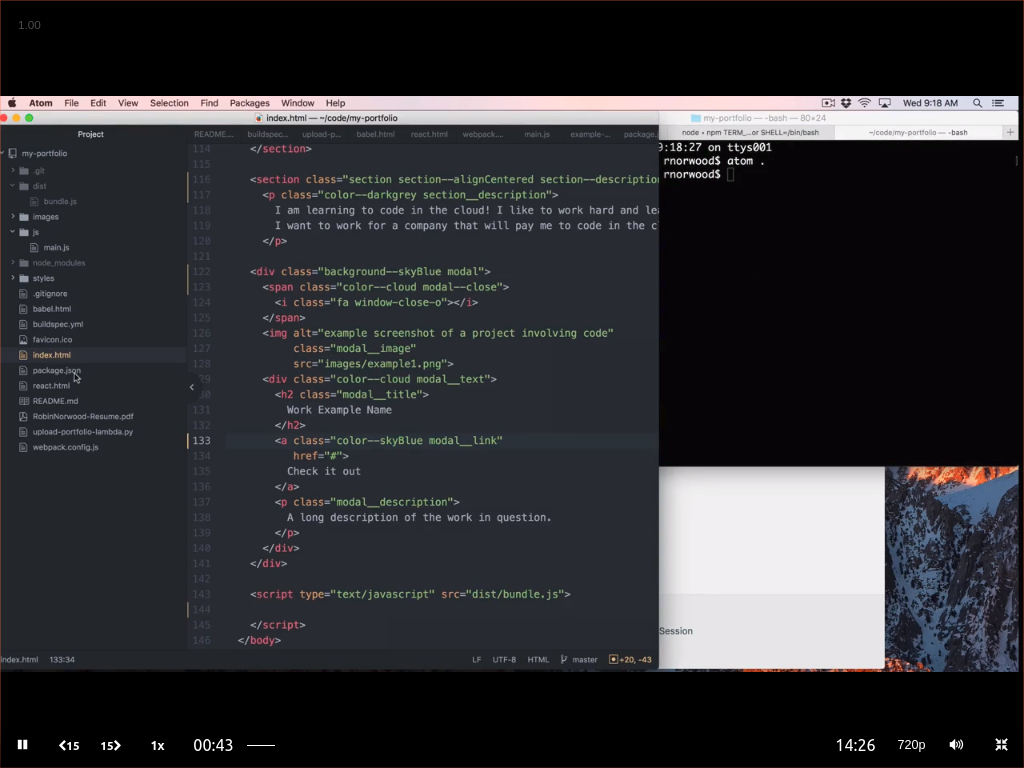 1.00
Atom File Edit View Selection Find Packages Window Help Wed 9:18 AM
index.html — ~/code/my-portfolio
my-portfolio — -bash — 80×24
Project
README... buildspec... upload-p... babel.html react.html webpack.... main.js example-... package.
node • npm TERM_...or SHELL=/bin/bash
~/code/my-portfolio — -bash
my-portfolio
.git
dist
bundle.js
images
js
main.js
node_modules
styles
.gitignore
babel.html
buildspec.yml
favicon.ico
index.html
package.json
react.html
README.md
RobinNorwood-Resume.pdf
upload-portfolio-lambda.py
webpack.config.js
114 </section>
115
116 <section class="section section--alignCentered section--descriptio
117 <p class="color--darkgrey section__description">
118 I am learning to code in the cloud! I like to work hard and le
119 I want to work for a company that will pay me to code in the c
120 </p>
121
122 <div class="background--skyBlue modal">
123 <span class="color--cloud modal--close">
124 <i class="fa window-close-o"></i>
125 </span>
126 <img alt="example screenshot of a project involving code"
127 class="modal__image"
128 src="images/example1.png">
29 <div class="color--cloud modal__text">
30 <h2 class="modal__title">
131 Work Example Name
132 </h2>
133 <a class="color--skyBlue modal__link"
134 href="#">
135 Check it out
136 </a>
137 <p class="modal__description">
138 A long description of the work in question.
139 </p>
140 </div>
141 </div>
142
143 <script type="text/javascript" src="dist/bundle.js">
144
145 </script>
146 </body>
9:18:27 on ttys001
rnorwood$ atom .
rnorwood$
Session
index.html 133:34 LF UTF-8 HTML master +20, -43
15 15 1x 00:43 14:26 720p